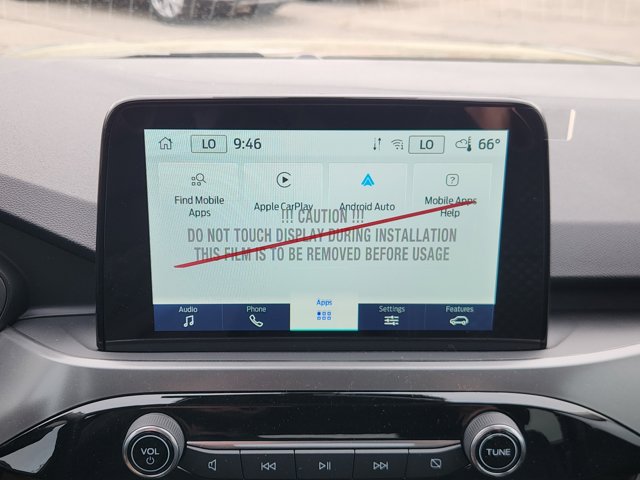 LO 9:46 LO 66°
Find Mobile
Apps
Apple CarPlay
Android Auto
Mobile Apps
Help
!!! CAUTION !!!
DO NOT TOUCH DISPLAY DURING INSTALLATION
THIS FILM IS TO BE REMOVED BEFORE USAGE
Audio Phone Apps Settings Features
VOL
TUNE